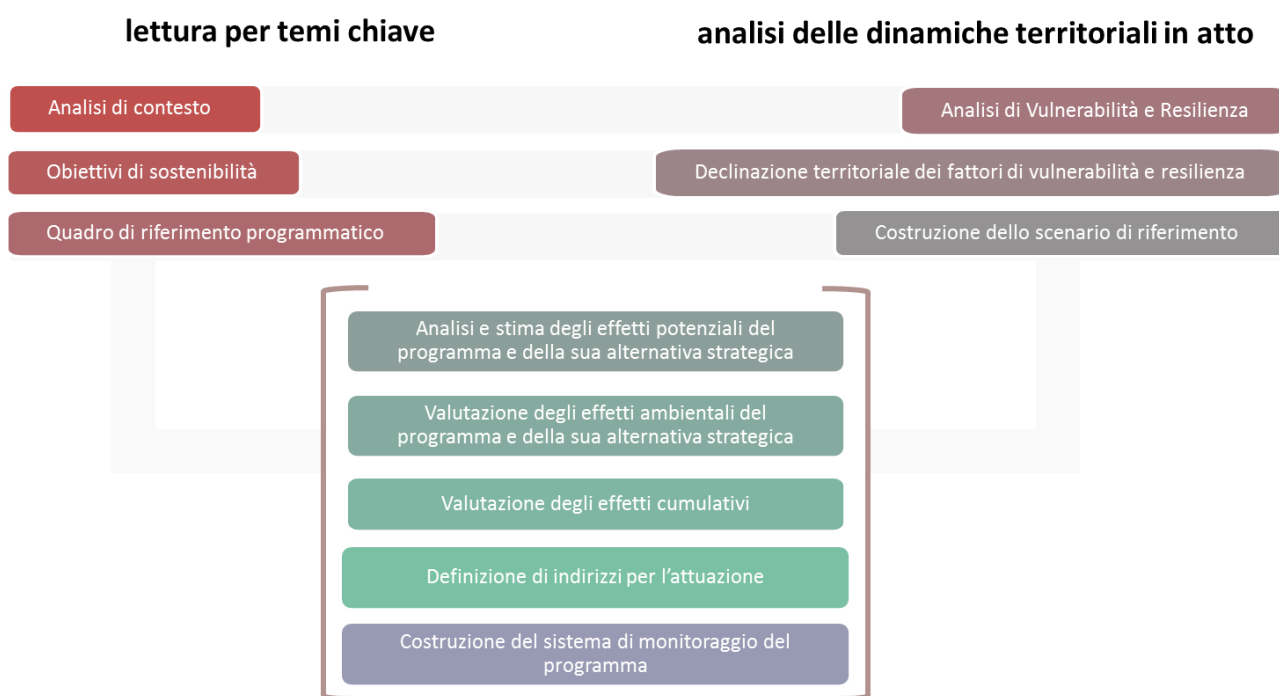 lettura per temi chiave
analisi delle dinamiche territoriali in atto
Analisi di contesto
Analisi di Vulnerabilità e Resilienza
Obiettivi di sostenibilità
Declinazione territoriale dei fattori di vulnerabilità e resilienza
Quadro di riferimento programmatico
Costruzione dello scenario di riferimento
Analisi e stima degli effetti potenziali del
programma e della sua alternativa strategica
Valutazione degli effetti ambientali del
programma e della sua alternativa strategica
Valutazione degli effetti cumulativi
Definizione di indirizzi per l’attuazione
Costruzione del sistema di monitoraggio del
programma